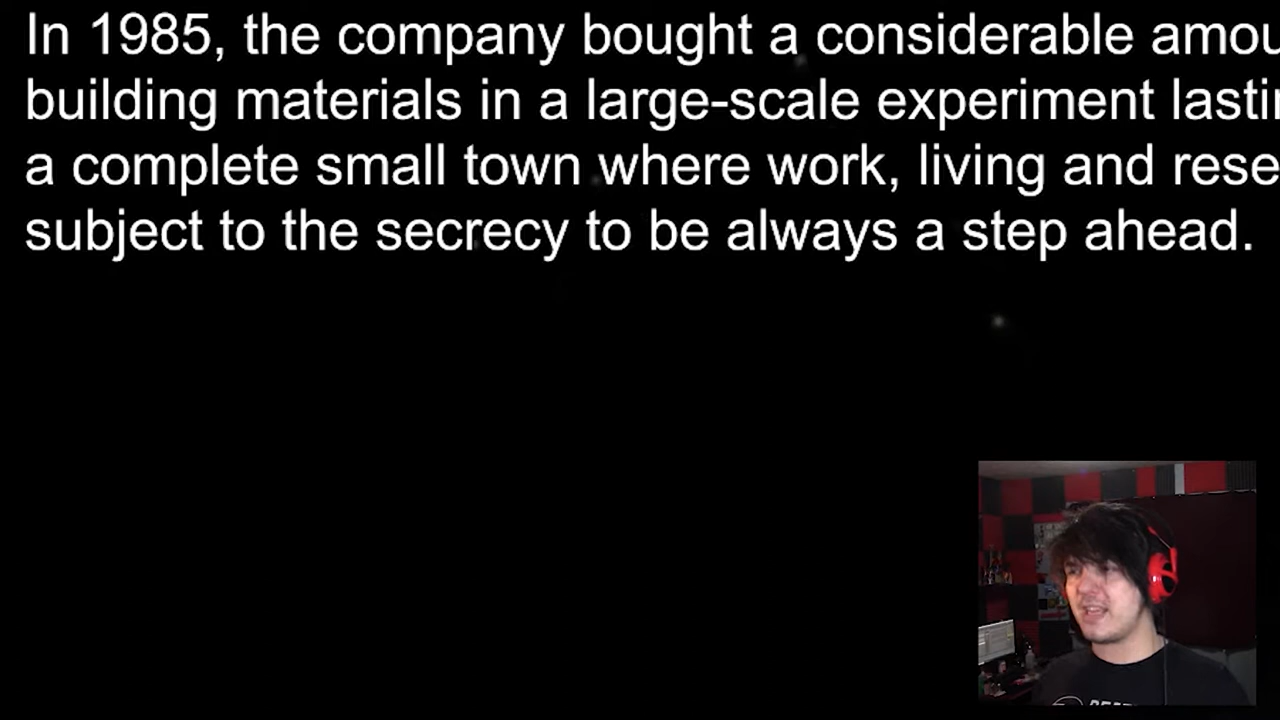 In 1985, the company bought a considerable amou
building materials in a large-scale experiment lasti
a complete small town where work, living and rese
subject to the secrecy to be always a step ahead.